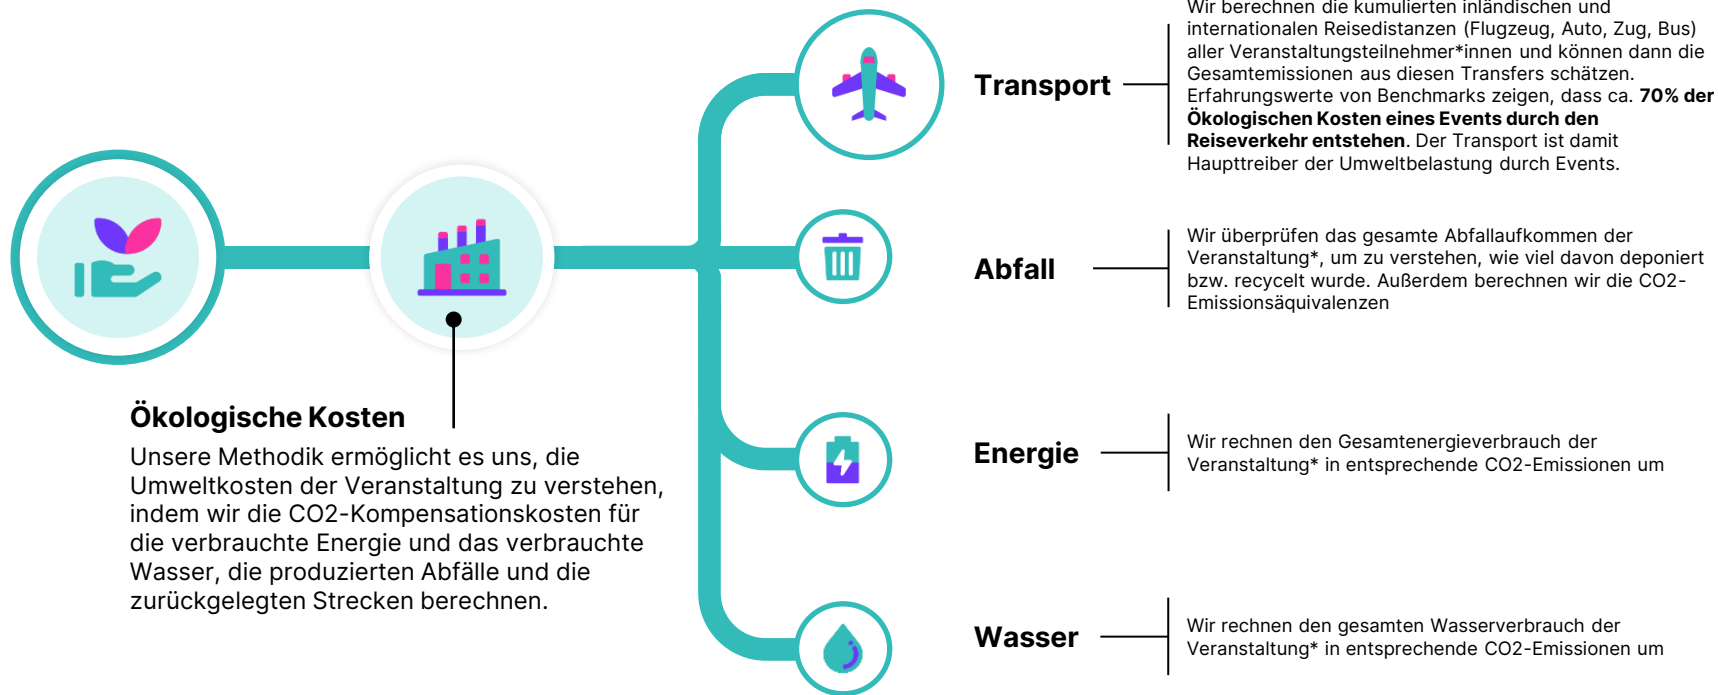 Ökologische Kosten
Unsere Methodik ermöglicht es uns, die
Umweltkosten der Veranstaltung zu verstehen,
indem wir die CO2-Kompensationskosten für
die verbrauchte Energie und das verbrauchte
Wasser, die produzierten Abfälle und die
zurückgelegten Strecken berechnen.
Transport
Wir berechnen die kumulierten inländischen und
internationalen Reisedistanzen (Flugzeug, Auto, Zug, Bus)
aller Veranstaltungsteilnehmer*innen und können dann die
Gesamtemissionen aus diesen Transfers schätzen.
Erfahrungswerte von Benchmarks zeigen, dass ca. 70% der
Ökologischen Kosten eines Events durch den
Reiseverkehr entstehen. Der Transport ist damit
Haupttreiber der Umweltbelastung durch Events.
Abfall
Wir überprüfen das gesamte Abfallaufkommen der
Veranstaltung*, um zu verstehen, wie viel davon deponiert
bzw. recycelt wurde. Außerdem berechnen wir die CO2-
Emissionsäquivalenzen
Energie
Wir rechnen den Gesamtenergieverbrauch der
Veranstaltung* in entsprechende CO2-Emissionen um
Wasser
Wir rechnen den gesamten Wasserverbrauch der
Veranstaltung* in entsprechende CO2-Emissionen um